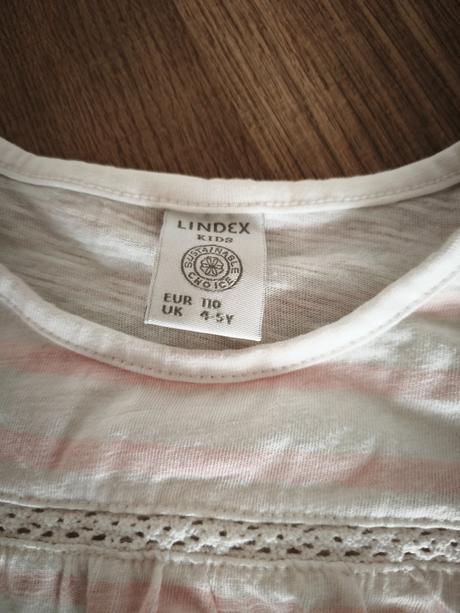 LINDEX
KIDS
SUSTAINABLE
CHOICE
EUR 110
UK 4-5Y